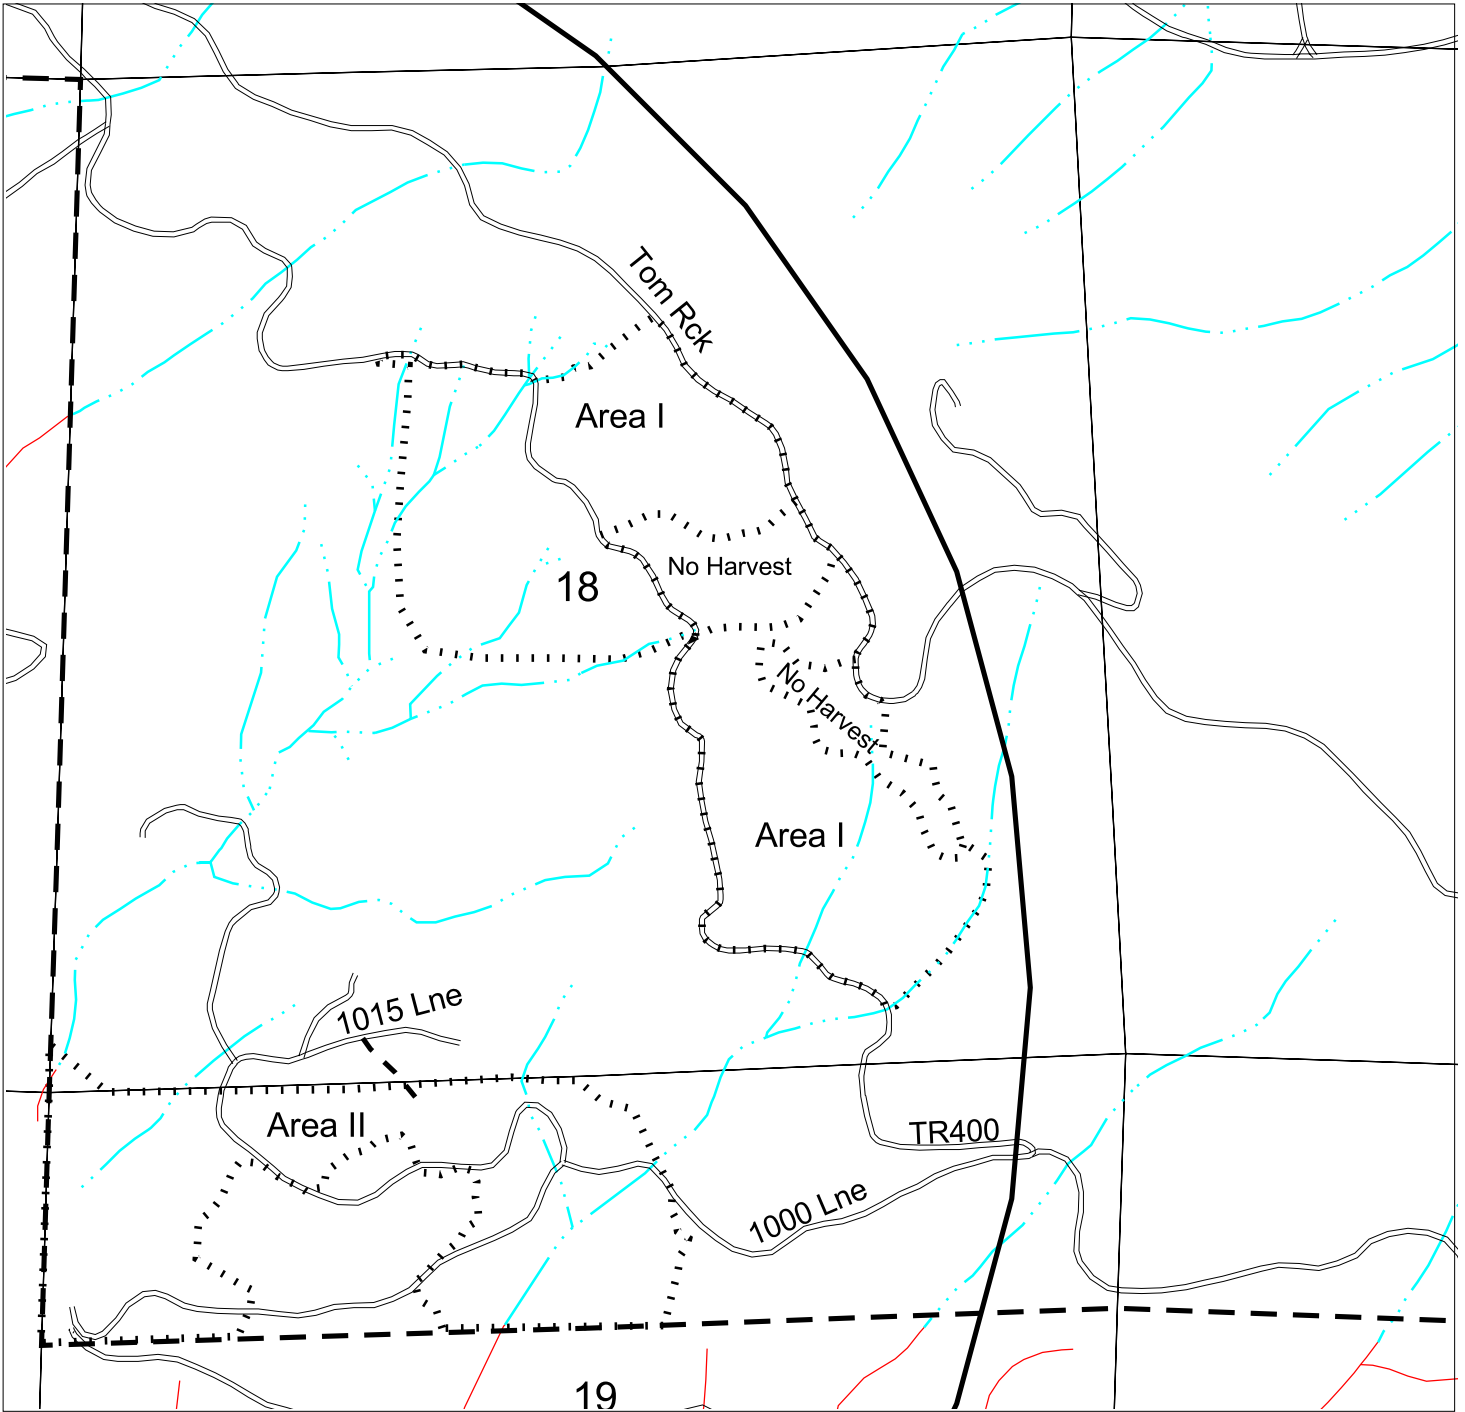 Tom Rck
Area I
No Harvest
18
No Harvest
Area I
1015 Lne
Area II
TR400
1000 Lne
19